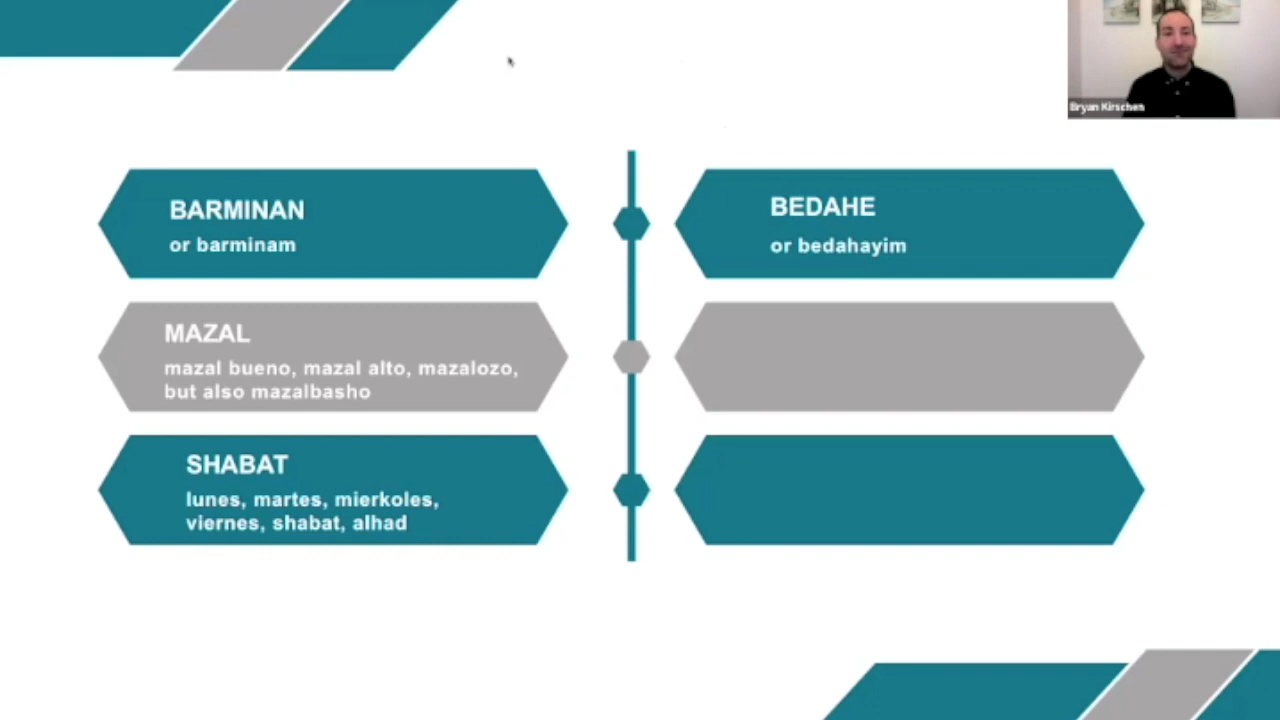 Bryan Kirschen
BARMINAN
or barminam
BEDAHE
or bedahayim
MAZAL
mazal bueno, mazal alto, mazalozo,
but also mazalbasho
SHABAT
lunes, martes, mierkoles,
viernes, shabat, alhad